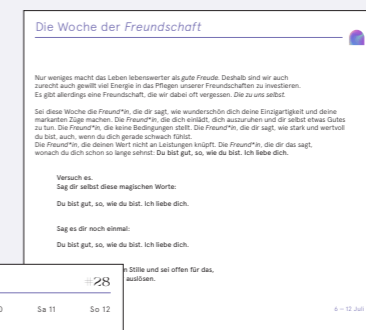 Die Woche der Freundschaft
Nur weniges macht das Leben lebenswerter als gute Freude. Deshalb sind wir auch
zurecht auch gewillt viel Energie in das Pflegen unserer Freundschaften zu investieren.
Es gibt allerdings eine Freundschaft, die wir dabei oft vergessen. Die zu uns selbst.
Sei diese Woche die Freund*in, die dir sagt, wie wunderschön dich deine Einzigartigkeit und deine
markanten Züge machen. Die Freund*in, die dich einlädt, dich auszuruhen und dir selbst etwas Gutes
zu tun. Die Freund*in, die keine Bedingungen stellt. Die Freund*in, die dir sagt, wie stark und wertvoll
du bist, auch, wenn du dich gerade schwach fühlst.
Die Freund*in, die deinen Wert nicht an Leistungen knüpft. Die Freund*in, die dir das sagt,
wonach du dich schon so lange sehnst: Du bist gut, so, wie du bist. Ich liebe dich.
Versuch es.
Sag dir selbst diese magischen Worte:
Du bist gut, so, wie du bist. Ich liebe dich.
Sag es dir noch einmal:
Du bist gut, so, wie du bist. Ich liebe dich.
n Stille und sei offen für das,
auslösen.
#28
0 Sa 11 So 12
6 – 12 Juli